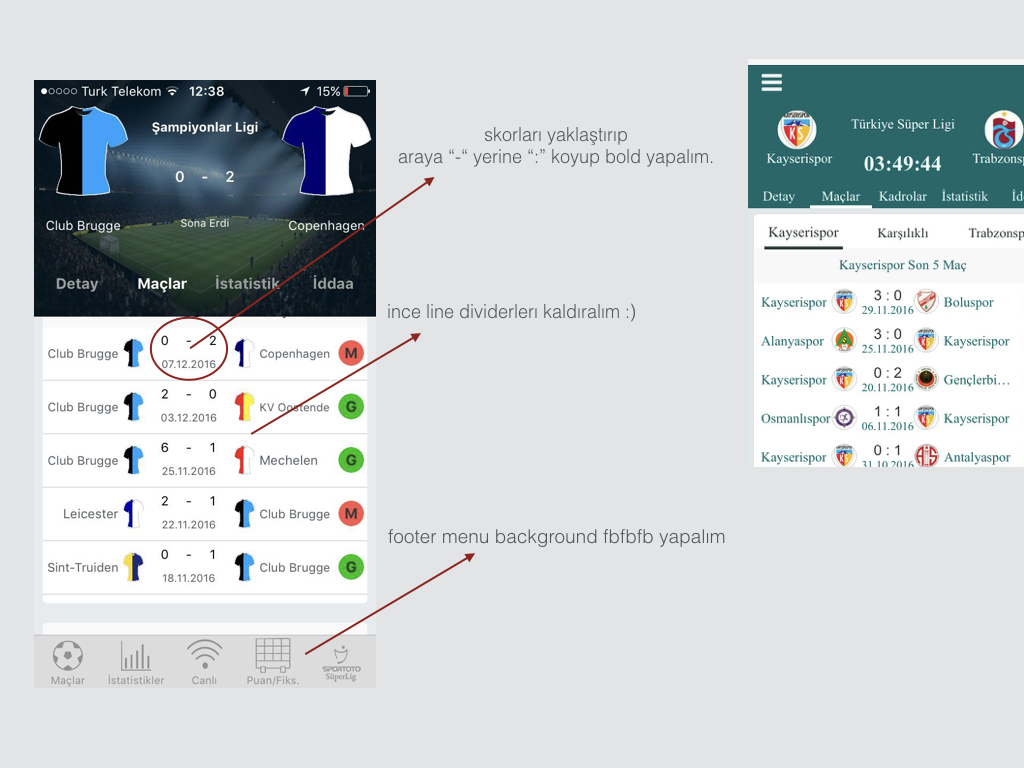 Turk Telekom 12:38 15%
Şampiyonlar Ligi
0 - 2
Club Brugge Sona Erdi Copenhagen
Detay Maçlar İstatistik İddaa
Club Brugge 0 - 2 Copenhagen M
07.12.2016
Club Brugge 2 - 0 KV Oostende G
03.12.2016
Club Brugge 6 - 1 Mechelen G
25.11.2016
Leicester 2 - 1 Club Brugge M
22.11.2016
Sint-Truiden 0 - 1 Club Brugge G
18.11.2016
Maçlar İstatistikler Canlı Puan/Fiks. SPORTOTO
SüperLig
skorları yaklaştırıp
araya “-“ yerine “:” koyup bold yapalım.
ince line dividerlerı kaldıralım :)
footer menu background fbfbfb yapalım
Türkiye Süper Ligi
Kayserispor 03:49:44 Trabzonsp
Detay Maçlar Kadrolar İstatistik İd
Kayserispor Karşılıklı Trabzonsp
Kayserispor Son 5 Maç
Kayserispor 3 : 0 Boluspor
29.11.2016
Alanyaspor 3 : 0 Kayserispor
25.11.2016
Kayserispor 0 : 2 Gençlerbi...
20.11.2016
Osmanlıspor 1 : 1 Kayserispor
06.11.2016
Kayserispor 0 : 1 Antalyaspor
31.10.2016